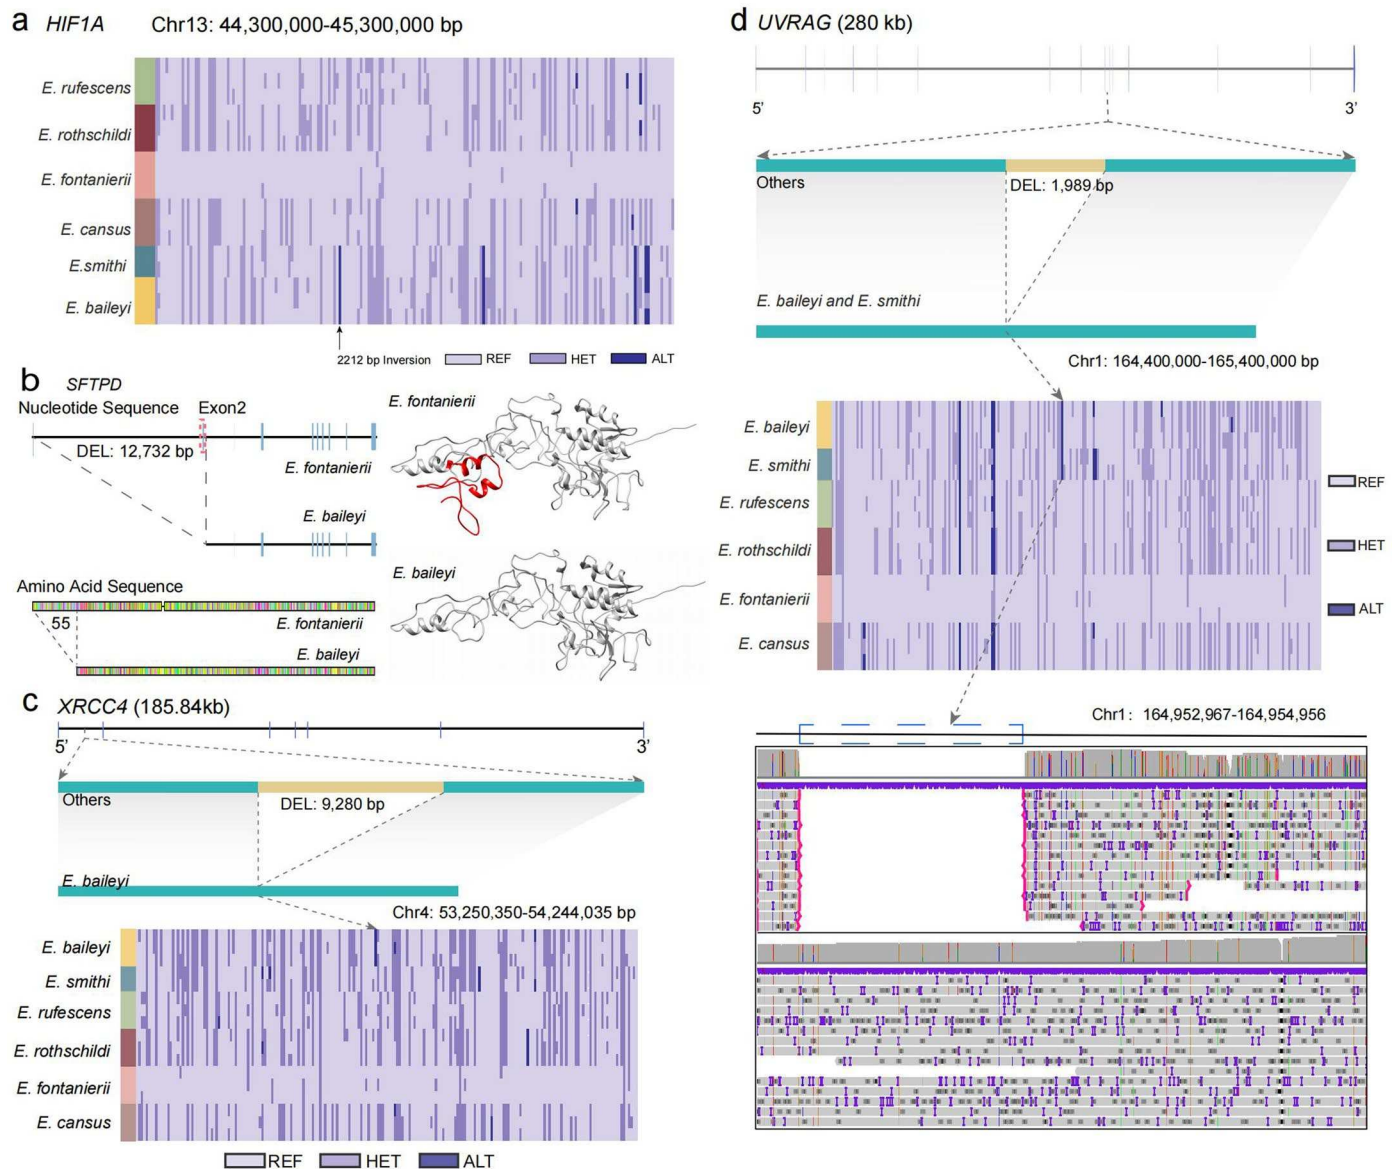 a HIF1A Chr13: 44,300,000-45,300,000 bp
E. rufescens
E. rothschildi
E. fontanierii
E. cansus
E.smithi
E. baileyi
2212 bp Inversion REF HET ALT
b SFTPD
Nucleotide Sequence Exon2
DEL: 12,732 bp
E. fontanierii
E. baileyi
Amino Acid Sequence
55
E. fontanierii
E. baileyi
E. fontanierii
E. baileyi
c XRCC4 (185.84kb)
5' 3'
Others
DEL: 9,280 bp
E. baileyi
Chr4: 53,250,350-54,244,035 bp
E. baileyi
E. smithi
E. rufescens
E. rothschildi
E. fontanierii
E. cansus
REF HET ALT
d UVRAG (280 kb)
5' 3'
Others
DEL: 1,989 bp
E. baileyi and E. smithi
Chr1: 164,400,000-165,400,000 bp
E. baileyi
E. smithi
E. rufescens
E. rothschildi
E. fontanierii
E. cansus
REF
HET
ALT
Chr1: 164,952,967-164,954,956